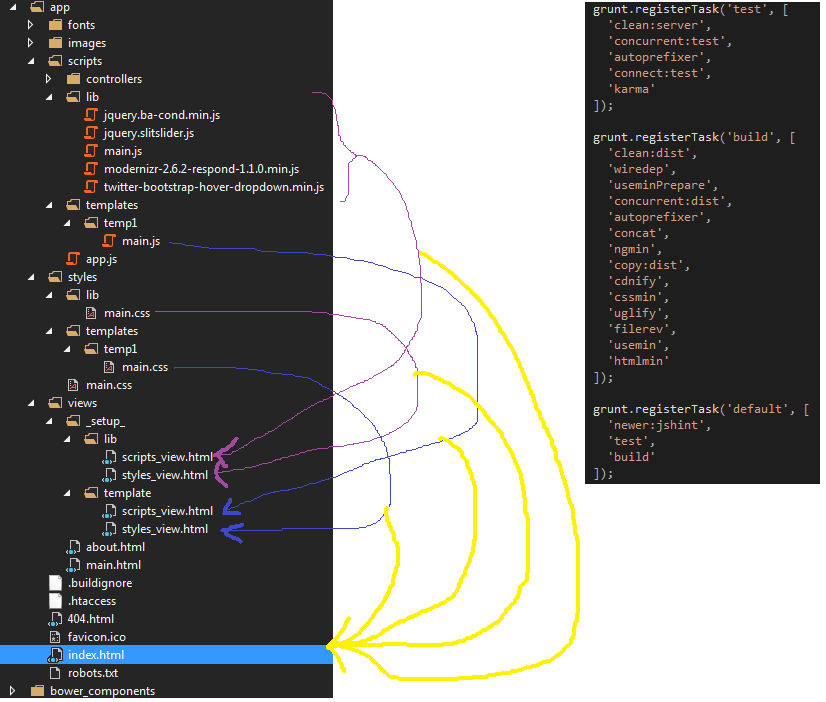 app
fonts
images
scripts
controllers
lib
jquery.ba-cond.min.js
jquery.slitslider.js
main.js
modernizr-2.6.2-respond-1.1.0.min.js
twitter-bootstrap-hover-dropdown.min.js
templates
temp1
main.js
app.js
styles
lib
main.css
templates
temp1
main.css
main.css
views
_setup_
lib
scripts_view.html
styles_view.html
template
scripts_view.html
styles_view.html
about.html
main.html
.buildignore
.htaccess
404.html
favicon.ico
index.html
robots.txt
bower_components
grunt.registerTask('test', [
'clean:server',
'concurrent:test',
'autoprefixer',
'connect:test',
'karma'
]);
grunt.registerTask('build', [
'clean:dist',
'wiredep',
'useminPrepare',
'concurrent:dist',
'autoprefixer',
'concat',
'ngmin',
'copy:dist',
'cdnify',
'cssmin',
'uglify',
'filerev',
'usemin',
'htmlmin'
]);
grunt.registerTask('default', [
'newer:jshint',
'test',
'build'
]);